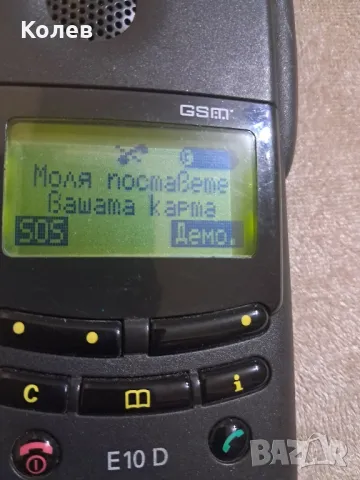 Колев
GSM
Моля поставете
Вашата карта
SOS Демо.
C i
E10 D
BAZAR